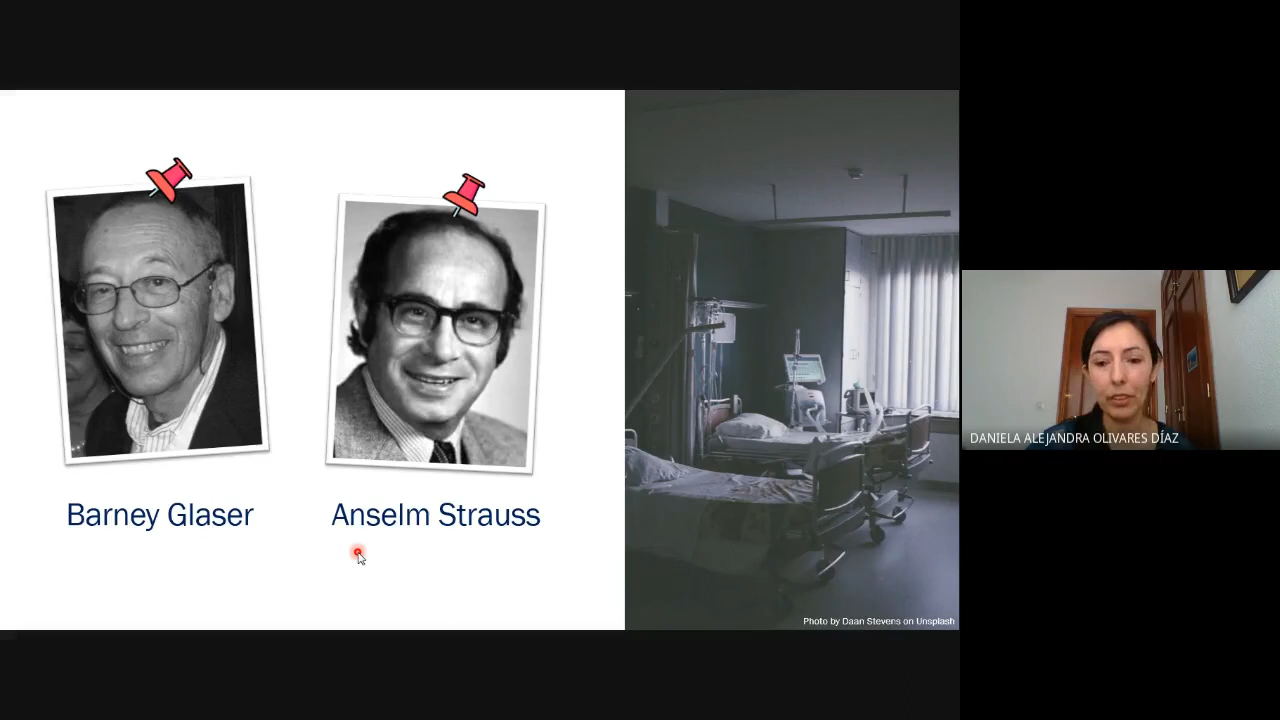 Barney Glaser
Anselm Strauss
Photo by Daan Stevens on Unsplash
DANIELA ALEJANDRA OLIVARES DÍAZ